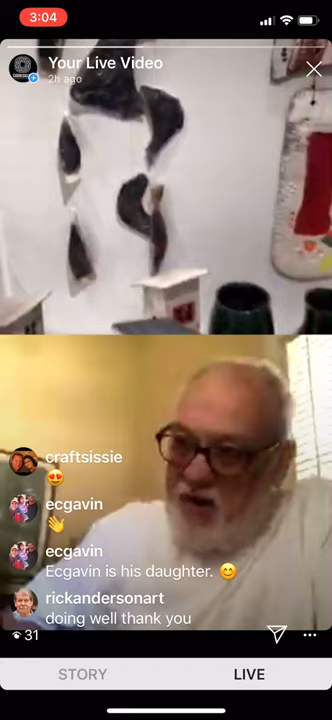 3:04
Your Live Video
2h ago
craftsissie
😍
ecgavin
👋
ecgavin
Ecgavin is his daughter. 😊
rickandersonart
doing well thank you
31
STORY
LIVE